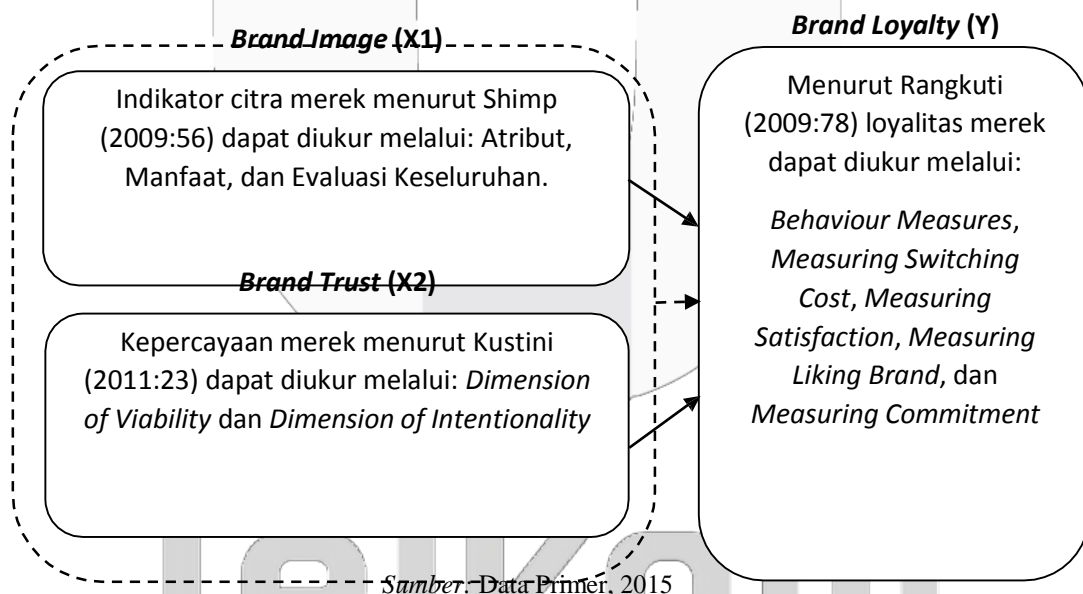 Brand Image (X1)
Indikator citra merek menurut Shimp
(2009:56) dapat diukur melalui: Atribut,
Manfaat, dan Evaluasi Keseluruhan.
Brand Trust (X2)
Kepercayaan merek menurut Kustini
(2011:23) dapat diukur melalui: Dimension
of Viability dan Dimension of Intentionality
Brand Loyalty (Y)
Menurut Rangkuti
(2009:78) loyalitas merek
dapat diukur melalui:
Behaviour Measures,
Measuring Switching
Cost, Measuring
Satisfaction, Measuring
Liking Brand, dan
Measuring Commitment
Sumber: Data Primer, 2015